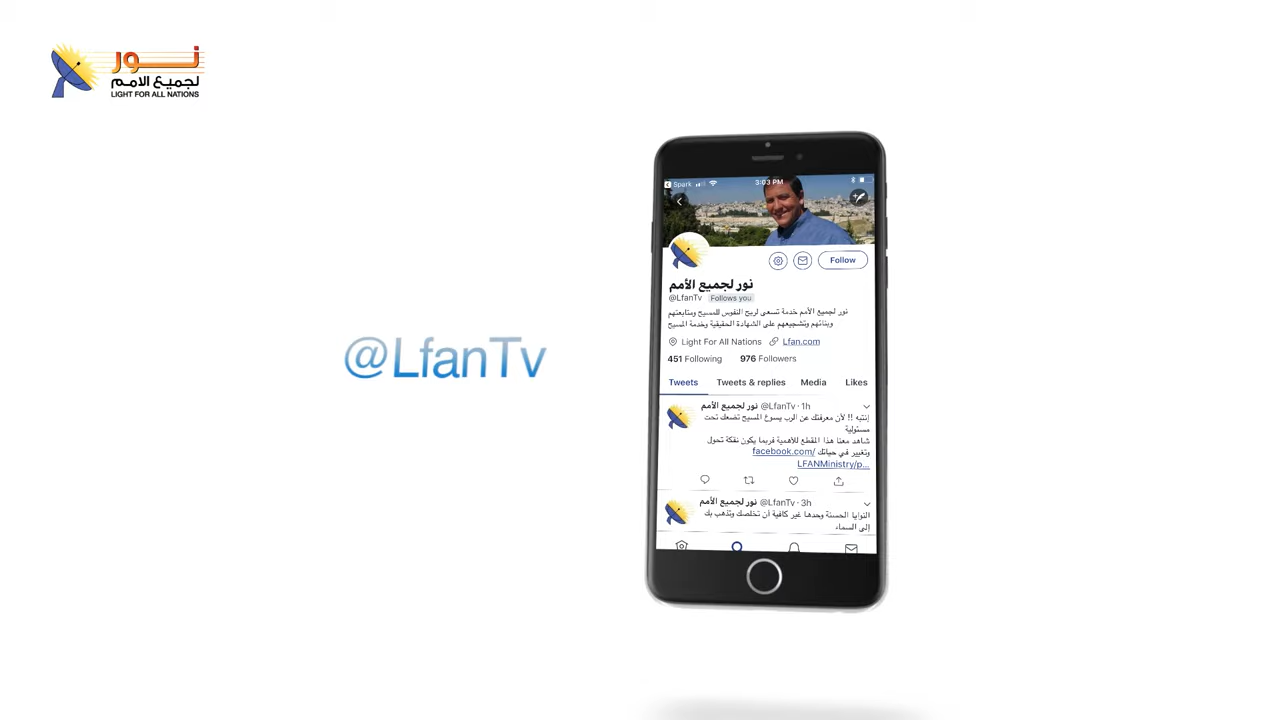 نور
لجميع الامم
LIGHT FOR ALL NATIONS
@LfanTv
Spark
3:03 PM
Follow
نور لجميع الأمم
@LfanTv Follows you
نور لجميع الأمم خدمة تسعى لربح النفوس للمسيح ومتابعتهم
وبنائهم وتشجيعهم على الشهادة الحقيقية وخدمة المسيح
Light For All Nations Lfan.com
451 Following 976 Followers
Tweets Tweets & replies Media Likes
نور لجميع الأمم @LfanTv · 1h
إنتبه !! لأن معرفتك عن الرب يسوع المسيح تضعك تحت
مسئولية
شاهد معنا هذا المقطع للأهمية فربما يكون نقطة تحول
وتغيير في حياتك facebook.com/
LFANMinistry/p...
نور لجميع الأمم @LfanTv · 3h
النوايا الحسنة وحدها غير كافية أن تخلصك وتذهب بك
إلى السماء